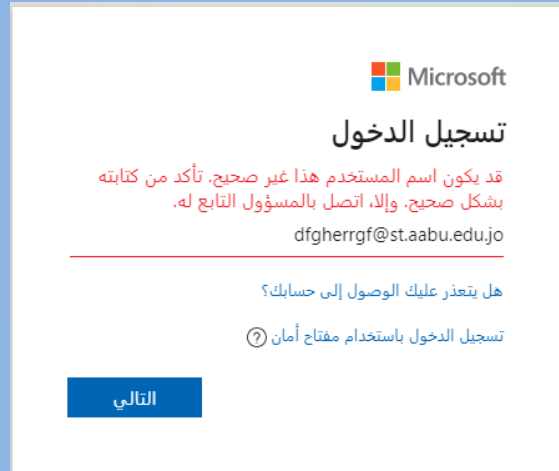 Microsoft
تسجيل الدخول
قد يكون اسم المستخدم هذا غير صحيح. تأكد من كتابته
بشكل صحيح. وإلا، اتصل بالمسؤول التابع له.
dfgherrgf@st.aabu.edu.jo
هل يتعذر عليك الوصول إلى حسابك؟
تسجيل الدخول باستخدام مفتاح أمان ?
التالي